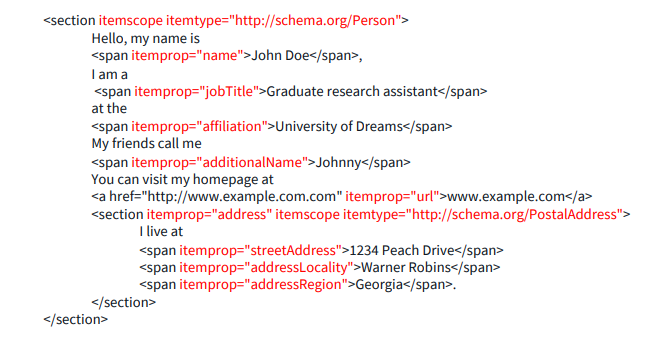 <section itemscope itemtype="http://schema.org/Person">
Hello, my name is
<span itemprop="name">John Doe</span>,
I am a
<span itemprop="jobTitle">Graduate research assistant</span>
at the
<span itemprop="affiliation">University of Dreams</span>
My friends call me
<span itemprop="additionalName">Johnny</span>
You can visit my homepage at
<a href="http://www.example.com.com" itemprop="url">www.example.com</a>
<section itemprop="address" itemscope itemtype="http://schema.org/PostalAddress">
I live at
<span itemprop="streetAddress">1234 Peach Drive</span>
<span itemprop="addressLocality">Warner Robins</span>
<span itemprop="addressRegion">Georgia</span>.
</section>
</section>